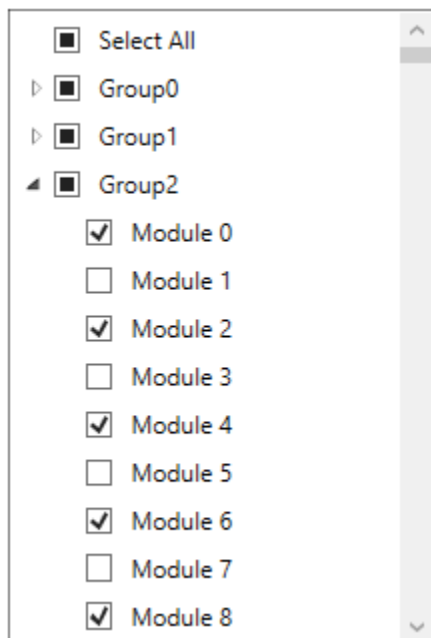 Select All
Group0
Group1
Group2
Module 0
Module 1
Module 2
Module 3
Module 4
Module 5
Module 6
Module 7
Module 8